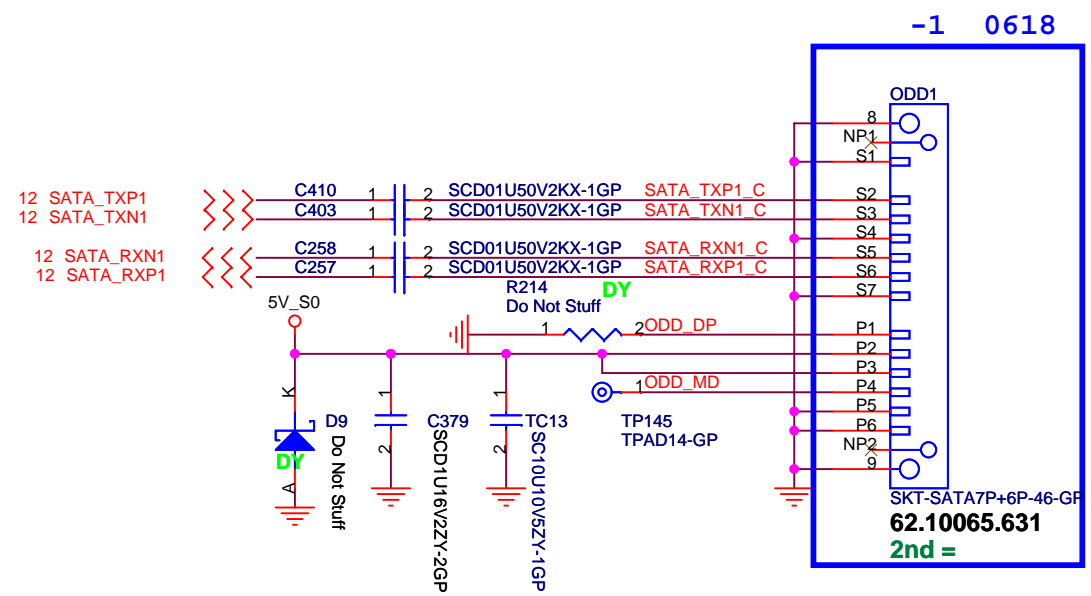 -1 0618
ODD1
8
NP1
S1
12 SATA_TXP1
C410
1
2
SCD01U50V2KX-1GP
SATA_TXP1_C
S2
12 SATA_TXN1
C403
1
2
SCD01U50V2KX-1GP
SATA_TXN1_C
S3
S4
12 SATA_RXN1
C258
1
2
SCD01U50V2KX-1GP
SATA_RXN1_C
S5
12 SATA_RXP1
C257
1
2
SCD01U50V2KX-1GP
SATA_RXP1_C
S6
R214
DY
S7
Do Not Stuff
5V_S0
1
2
ODD_DP
P1
P2
P3
1
ODD_MD
P4
P5
P6
NP2
9
K
D9
DY
Do Not Stuff
A
1
C379
2
SCD1U16V2ZY-2GP
1
TC13
2
SC10U10V5ZY-1GP
TP145
TPAD14-GP
SKT-SATA7P+6P-46-GP
62.10065.631
2nd =